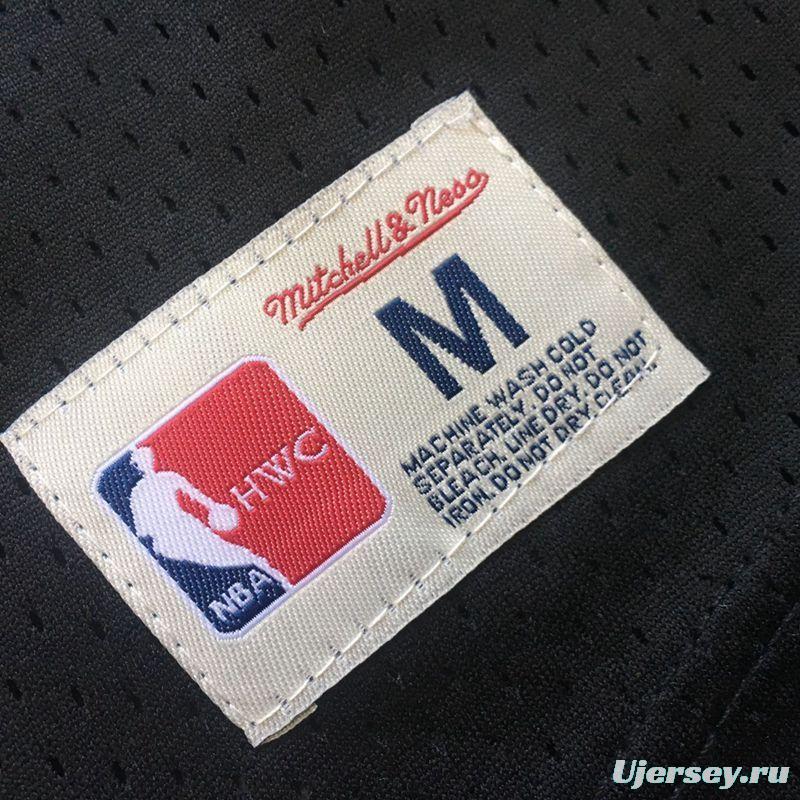 Mitchell & Ness
M
HWC
NBA
MACHINE WASH COLD
SEPARATELY. DO NOT
BLEACH. LINE DRY. DO NOT
IRON. DO NOT DRY CLEAN.
Ujersey.ru